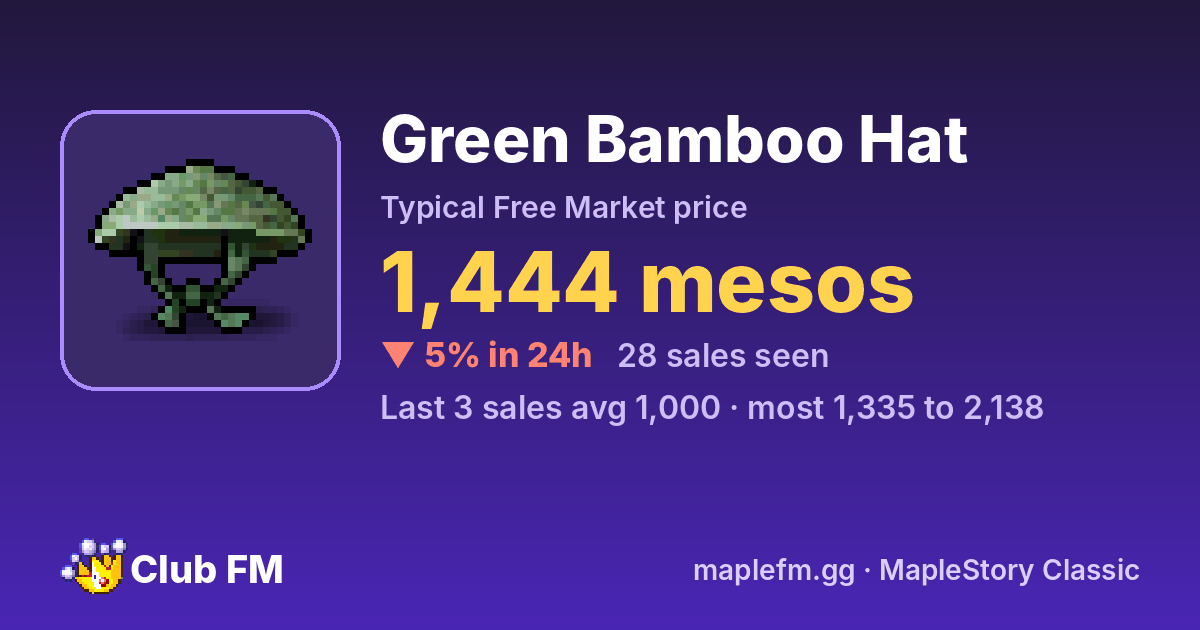 Green Bamboo Hat
Typical Free Market price
1,444 mesos
▼ 5% in 24h 28 sales seen
Last 3 sales avg 1,000 · most 1,335 to 2,138
Club FM
maplefm.gg · MapleStory Classic